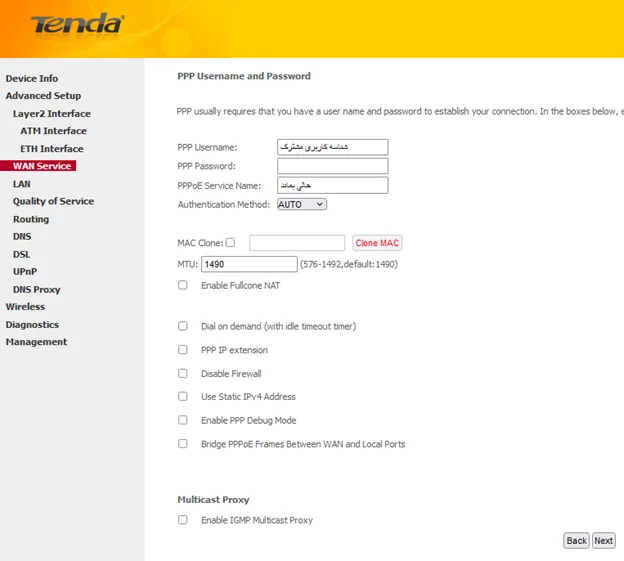 Tenda
Device Info
Advanced Setup
Layer2 Interface
ATM Interface
ETH Interface
WAN Service
LAN
Quality of Service
Routing
DNS
DSL
UPnP
DNS Proxy
Wireless
Diagnostics
Management
PPP Username and Password
PPP usually requires that you have a user name and password to establish your connection. In the boxes below, e
PPP Username: شناسه کاربری مشترک
PPP Password:
PPPoE Service Name: خالی بماند
Authentication Method: AUTO
MAC Clone: Clone MAC
MTU: 1490 (576-1492,default:1490)
Enable Fullcone NAT
Dial on demand (with idle timeout timer)
PPP IP extension
Disable Firewall
Use Static IPv4 Address
Enable PPP Debug Mode
Bridge PPPoE Frames Between WAN and Local Ports
Multicast Proxy
Enable IGMP Multicast Proxy
Back Next